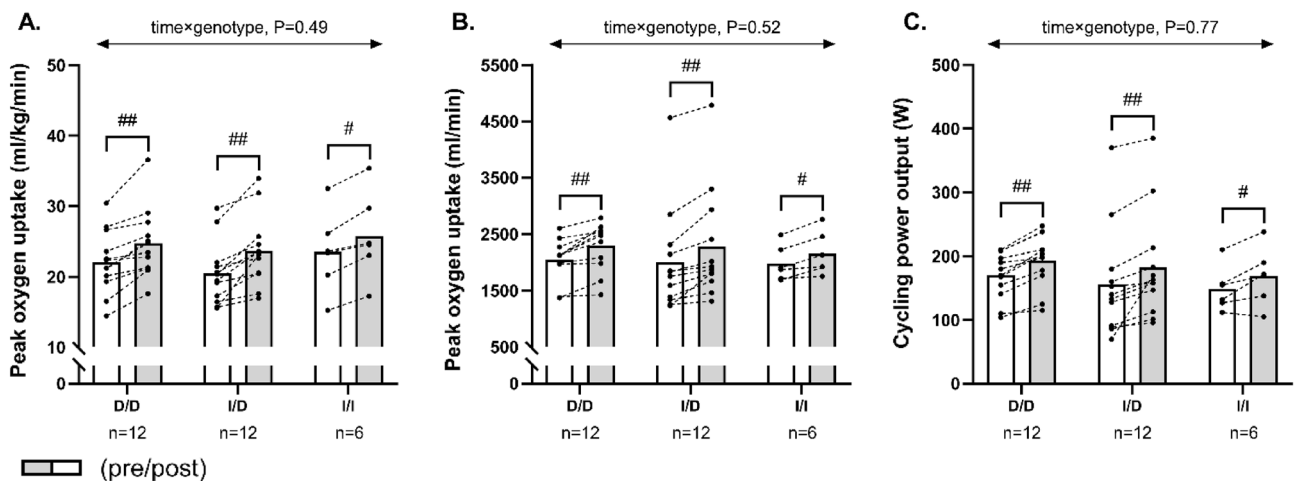 A.
time×genotype, P=0.49
Peak oxygen uptake (ml/kg/min)
50
40
30
20
10
0
##
##
#
D/D
I/D
I/I
n=12
n=12
n=6
B.
time×genotype, P=0.52
Peak oxygen uptake (ml/min)
5500
4500
3500
2500
1500
500
0
##
##
#
D/D
I/D
I/I
n=12
n=12
n=6
C.
time×genotype, P=0.77
Cycling power output (W)
500
400
300
200
100
0
##
##
#
D/D
I/D
I/I
n=12
n=12
n=6
(pre/post)